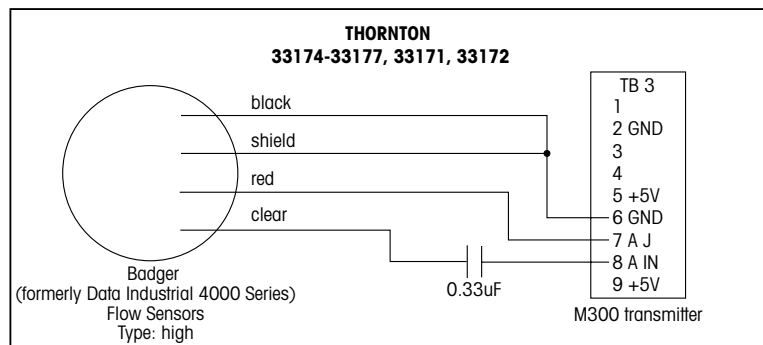 THORNTON
33174-33177, 33171, 33172
black
shield
red
clear
Badger
(formerly Data Industrial 4000 Series)
Flow Sensors
Type: high
0.33uF
TB 3
1
2 GND
3
4
5 +5V
6 GND
7 A J
8 A IN
9 +5V
M300 transmitter